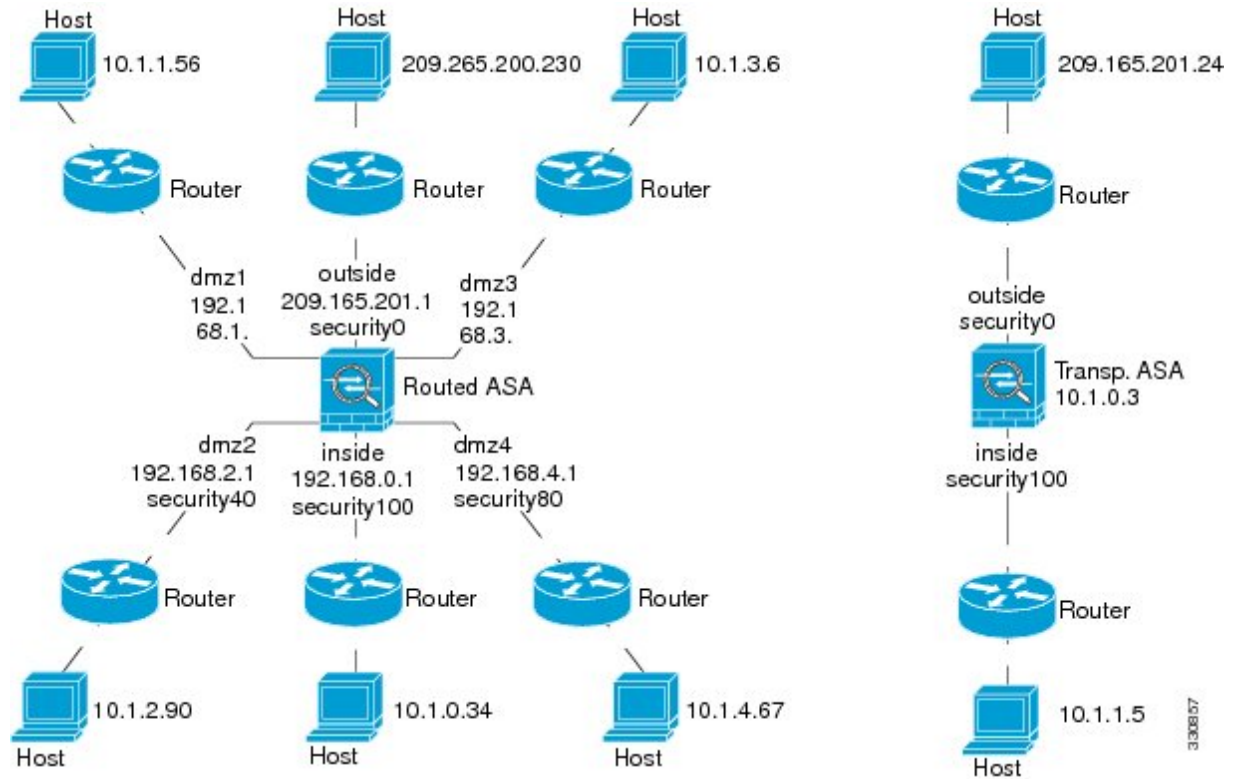 Host
Host
Host
Host
10.1.1.56
209.265.200.230
10.1.3.6
209.165.201.24
Router
Router
Router
Router
dmz1
192.1
68.1.
outside
209.165.201.1
security0
dmz3
192.1
68.3.
outside
security0
Routed ASA
Transp. ASA
10.1.0.3
dmz2
192.168.2.1
security40
inside
192.168.0.1
security100
dmz4
192.168.4.1
security80
inside
security100
Router
Router
Router
Router
10.1.2.90
10.1.0.34
10.1.4.67
10.1.1.5
Host
Host
Host
Host
330857